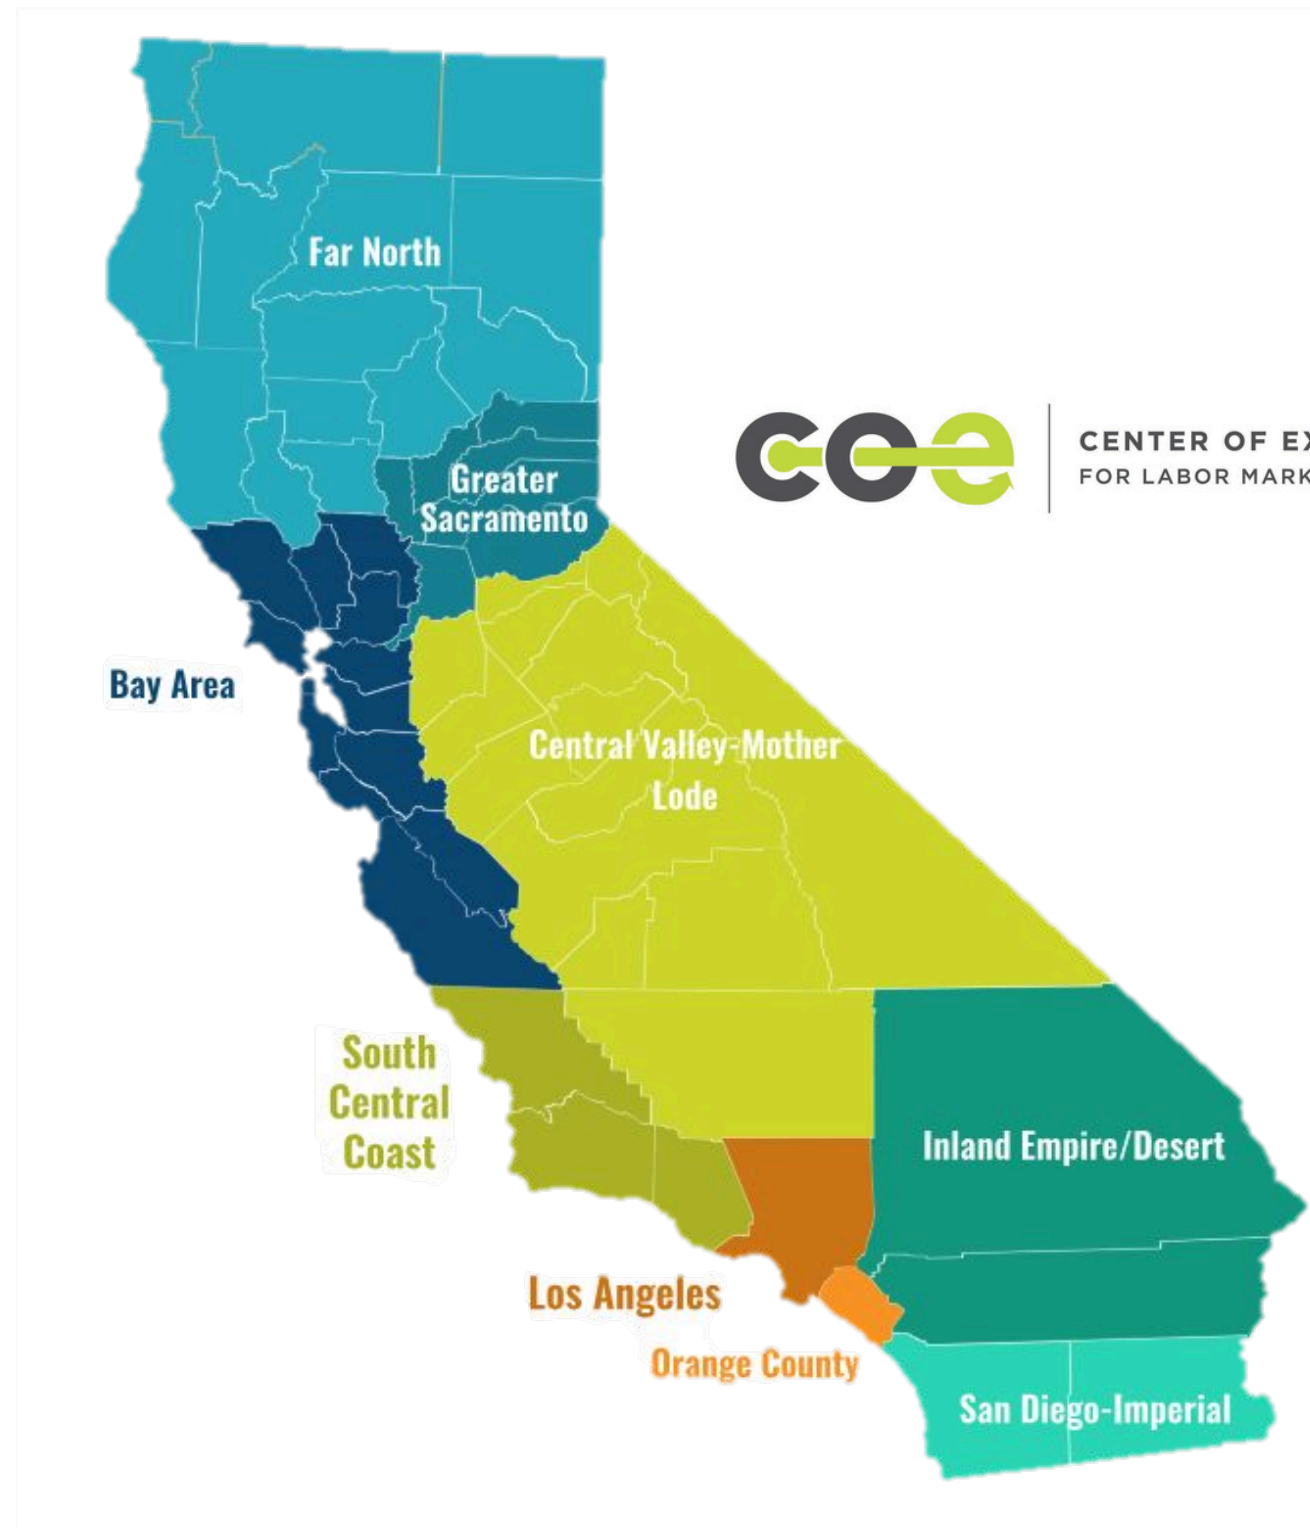 Far North
Greater
Sacramento
coe
CENTER OF EX
FOR LABOR MARK
Bay Area
Central Valley-Mother
Lode
South
Central
Coast
Inland Empire/Desert
Los Angeles
Orange County
San Diego-Imperial